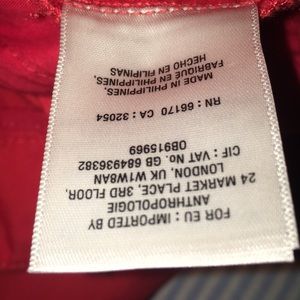 FOR EU : IMPORTED BY
ANTHROPOLOGIE
24 MARKET PLACE, 3RD FLOOR,
LONDON, UK W1W8AN
CIF : VAT No. GB 684936382
0B9159969
RN : 66170 CA : 32054
MADE IN PHILIPPINES
FABRIQUE EN PHILIPPINES
HECHO EN FILIPINAS